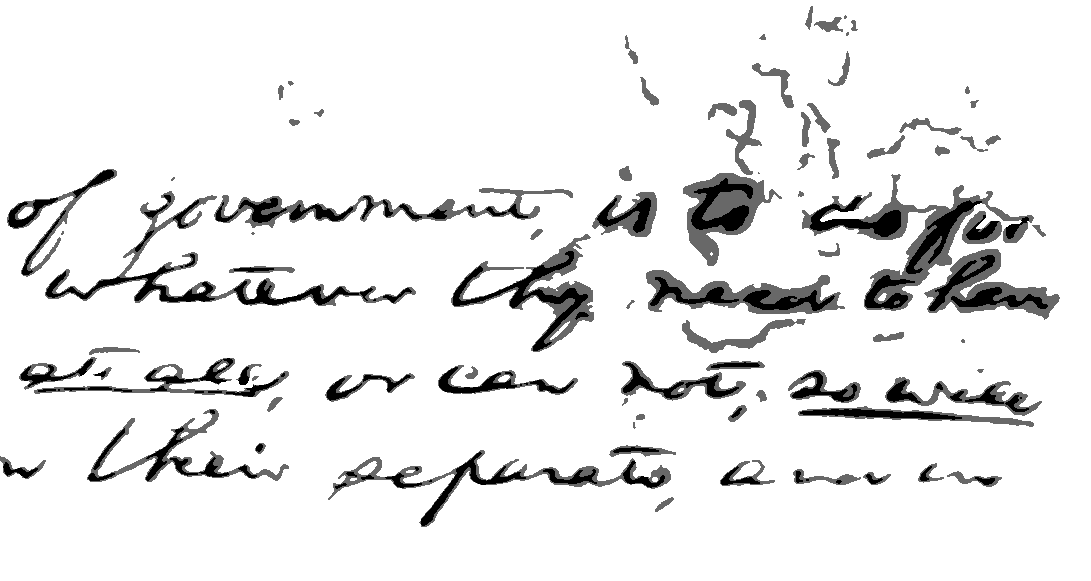 of government, is to do for
whatever they need to have
at all, or can not, so well
n their separate, and in